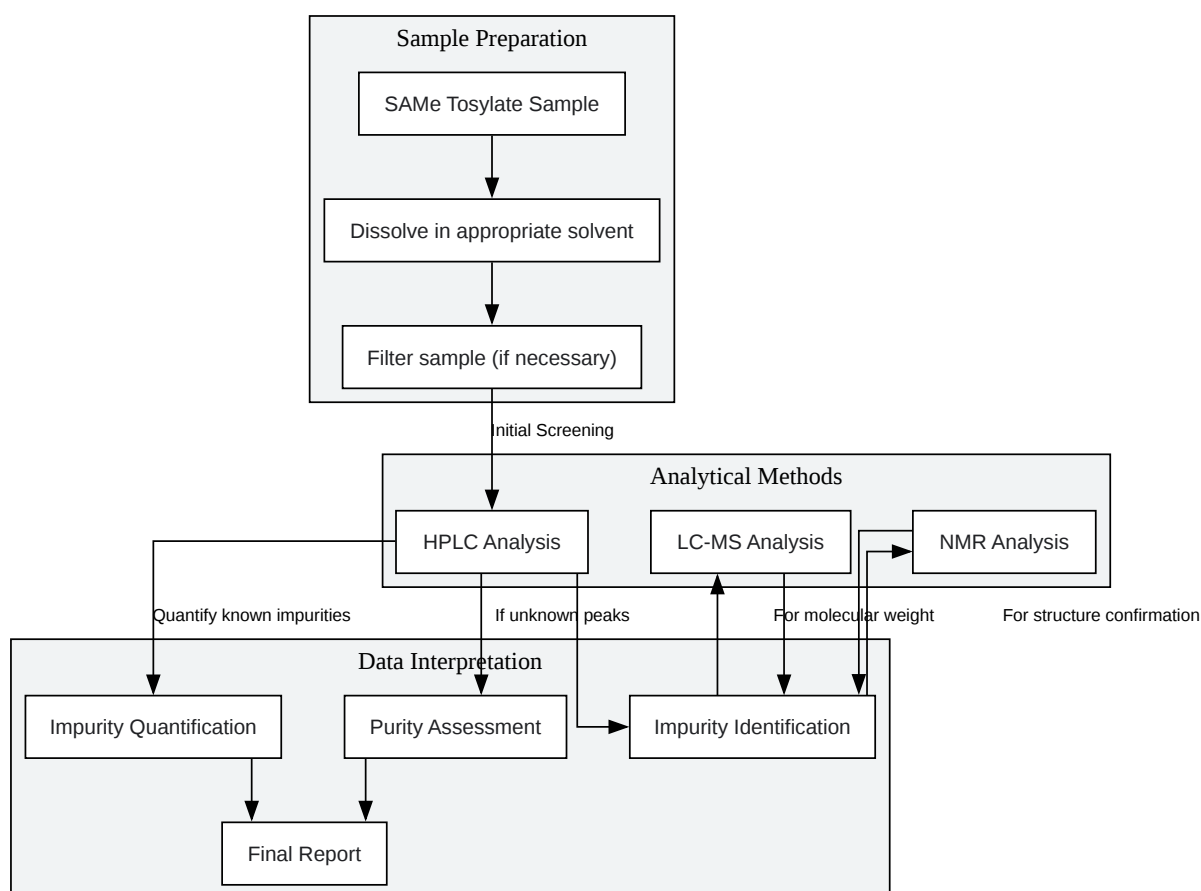 Sample Preparation
SAMe Tosylate Sample
Dissolve in appropriate solvent
Filter sample (if necessary)
Initial Screening
Analytical Methods
HPLC Analysis
LC-MS Analysis
NMR Analysis
Quantify known impurities
If unknown peaks
For molecular weight
For structure confirmation
Data Interpretation
Impurity Quantification
Purity Assessment
Impurity Identification
Final Report